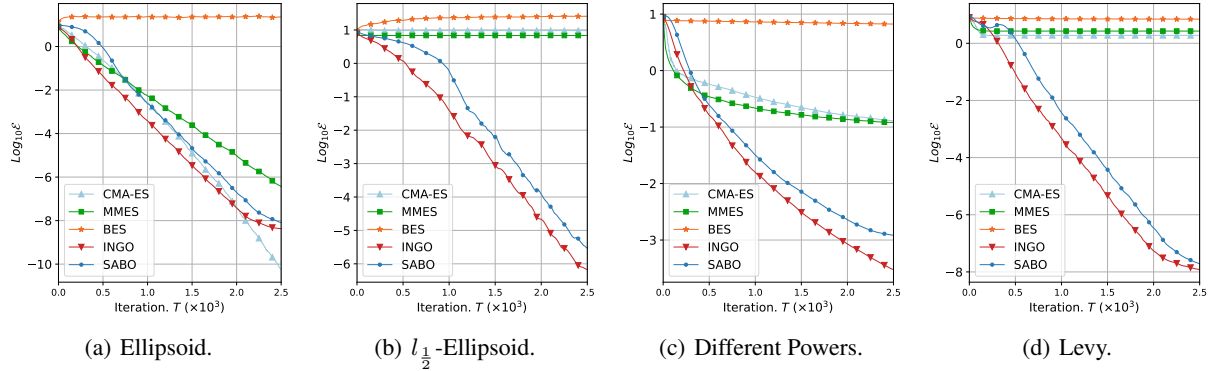 0
−2
−4
−6
−8
−10
Log₁₀ℰ
CMA-ES
MMES
BES
INGO
SABO
0.0 0.5 1.0 1.5 2.0 2.5
Iteration. T (×10³)
(a) Ellipsoid.
1
0
−1
−2
−3
−4
−5
−6
Log₁₀ℰ
CMA-ES
MMES
BES
INGO
SABO
0.0 0.5 1.0 1.5 2.0 2.5
Iteration. T (×10³)
(b) l_{1/2}-Ellipsoid.
1
0
−1
−2
−3
Log₁₀ℰ
CMA-ES
MMES
BES
INGO
SABO
0.0 0.5 1.0 1.5 2.0 2.5
Iteration. T (×10³)
(c) Different Powers.
0
−2
−4
−6
−8
Log₁₀ℰ
CMA-ES
MMES
BES
INGO
SABO
0.0 0.5 1.0 1.5 2.0 2.5
Iteration. T (×10³)
(d) Levy.